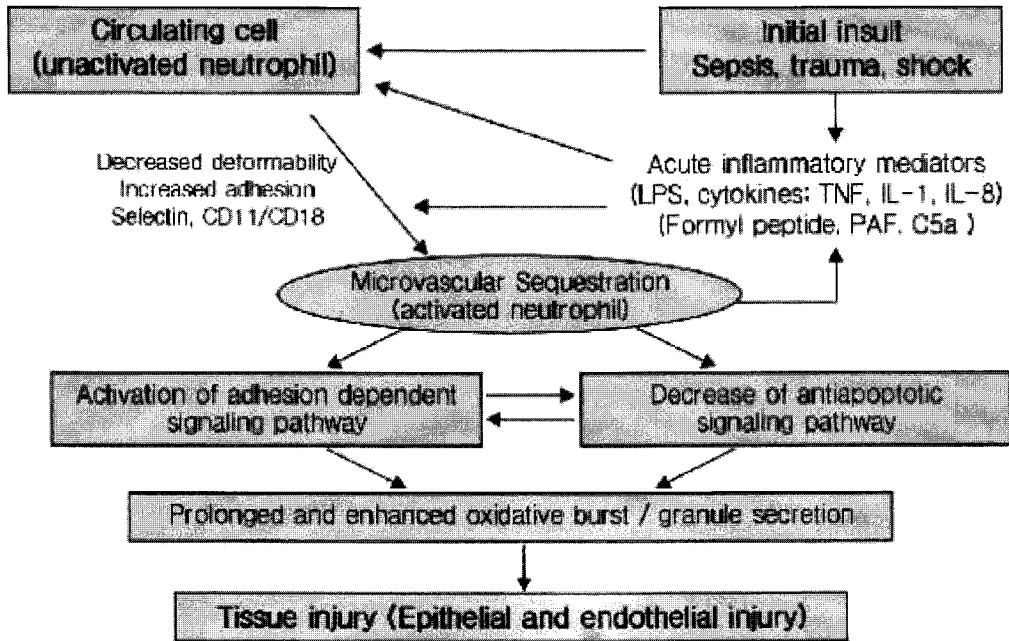 Circulating cell
(unactivated neutrophil)
Initial insult
Sepsis, trauma, shock
Decreased deformability
Increased adhesion
Selectin, CD11/CD18
Acute inflammatory mediators
(LPS, cytokines: TNF, IL-1, IL-8)
(Formyl peptide, PAF, C5a )
Microvascular Sequestration
(activated neutrophil)
Activation of adhesion dependent
signaling pathway
Decrease of antiapoptotic
signaling pathway
Prolonged and enhanced oxidative burst / granule secretion
Tissue injury (Epithelial and endothelial injury)